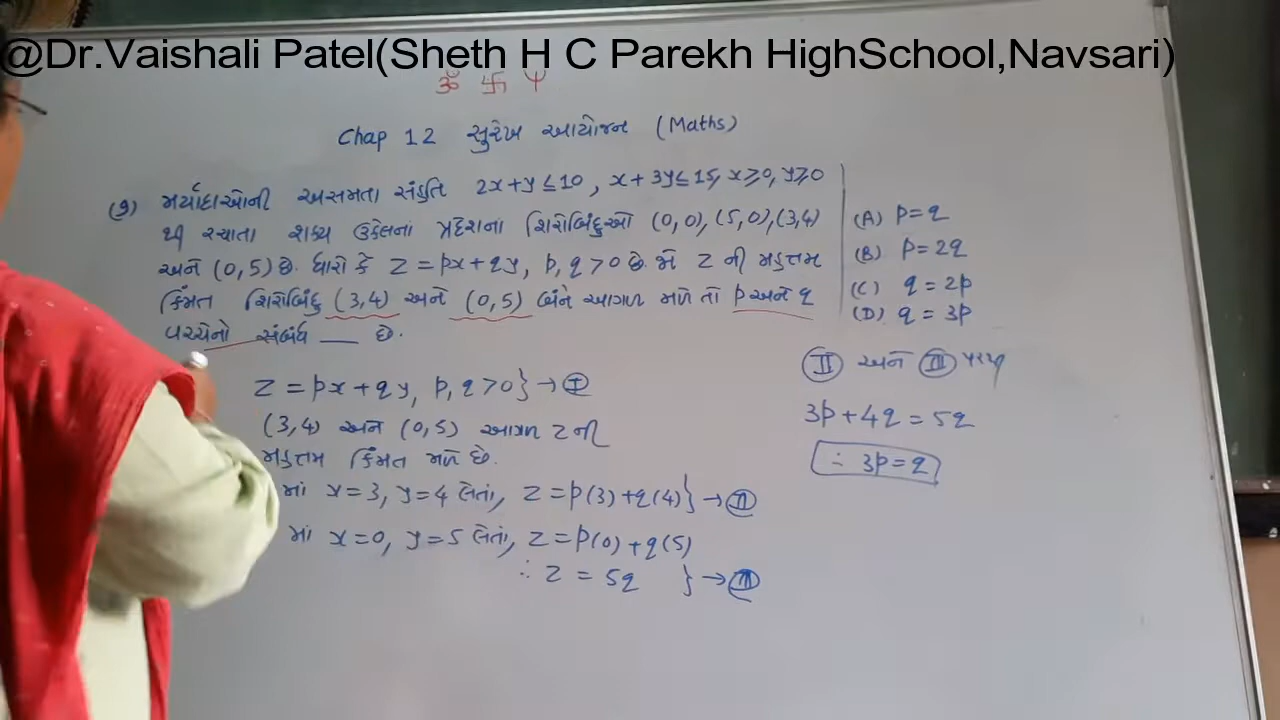 @Dr.Vaishali Patel(Sheth H C Parekh HighSchool,Navsari)
ॐ 卐 Ψ
Chap 12 સુરેખ આયોજન (Maths)
(9) મર્યાદાઓની અસમતા સંહતિ 2x+y≤10, x+3y≤15, x≥0, y≥0
થી રચાતા શક્ય ઉકેલના પ્રદેશના શિરોબિંદુઓ (0,0), (5,0), (3,4)
અને (0,5) છે. ધારો કે Z = px+qy, p,q>0 છે. જો Z ની મહત્તમ
કિંમત શિરોબિંદુ (3,4) અને (0,5) બંને આગળ મળે તો p અને q
વચ્ચેનો સંબંધ __ છે.
(A) p=q
(B) p=2q
(C) q=2p
(D) q=3p
Z = px+qy, p,q>0} → Ⅰ
(3,4) અને (0,5) આગળ Z ની
મહત્તમ કિંમત મળે છે.
માં x=3, y=4 લેતાં, Z=p(3)+q(4)} → Ⅱ
માં x=0, y=5 લેતાં, Z=p(0)+q(5)
∴ Z = 5q } → Ⅲ
Ⅱ અને Ⅲ પરથી
3p+4q = 5q
∴ 3p=q